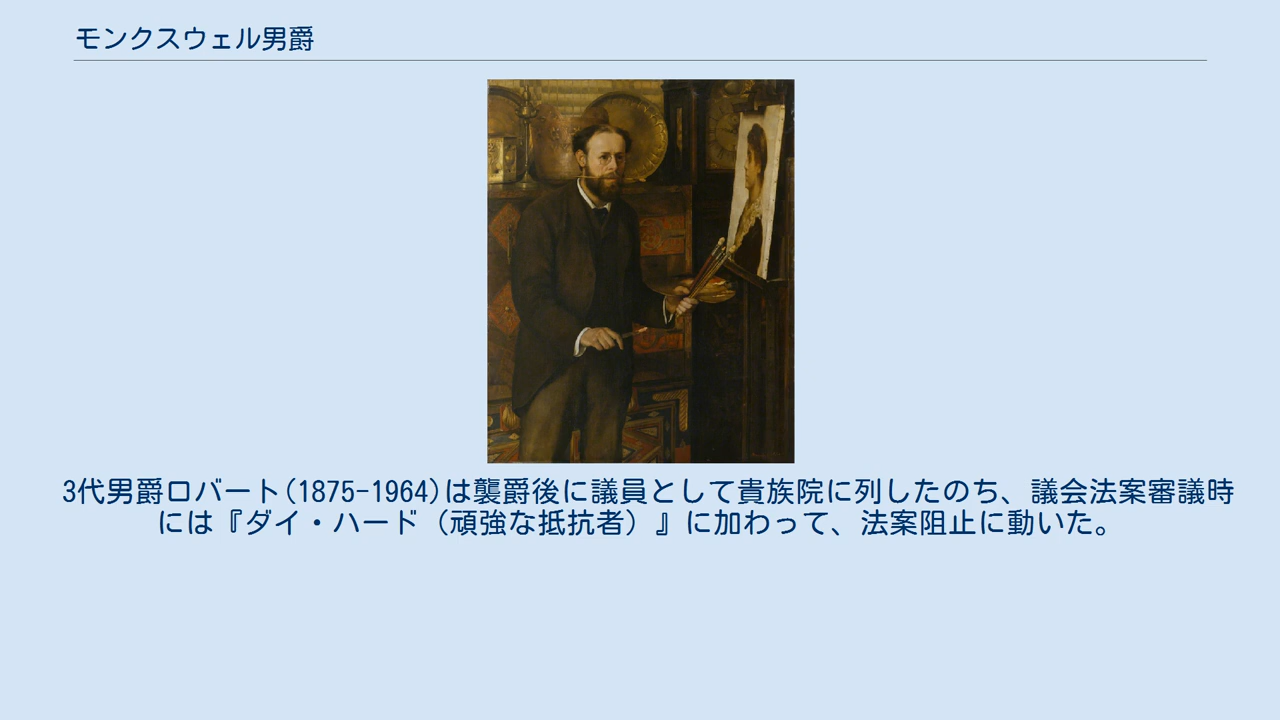 モンクスウェル男爵
3代男爵ロバート(1875-1964)は襲爵後に議員として貴族院に列したのち、議会法案審議時
には『ダイ・ハード（頑強な抵抗者）』に加わって、法案阻止に動いた。